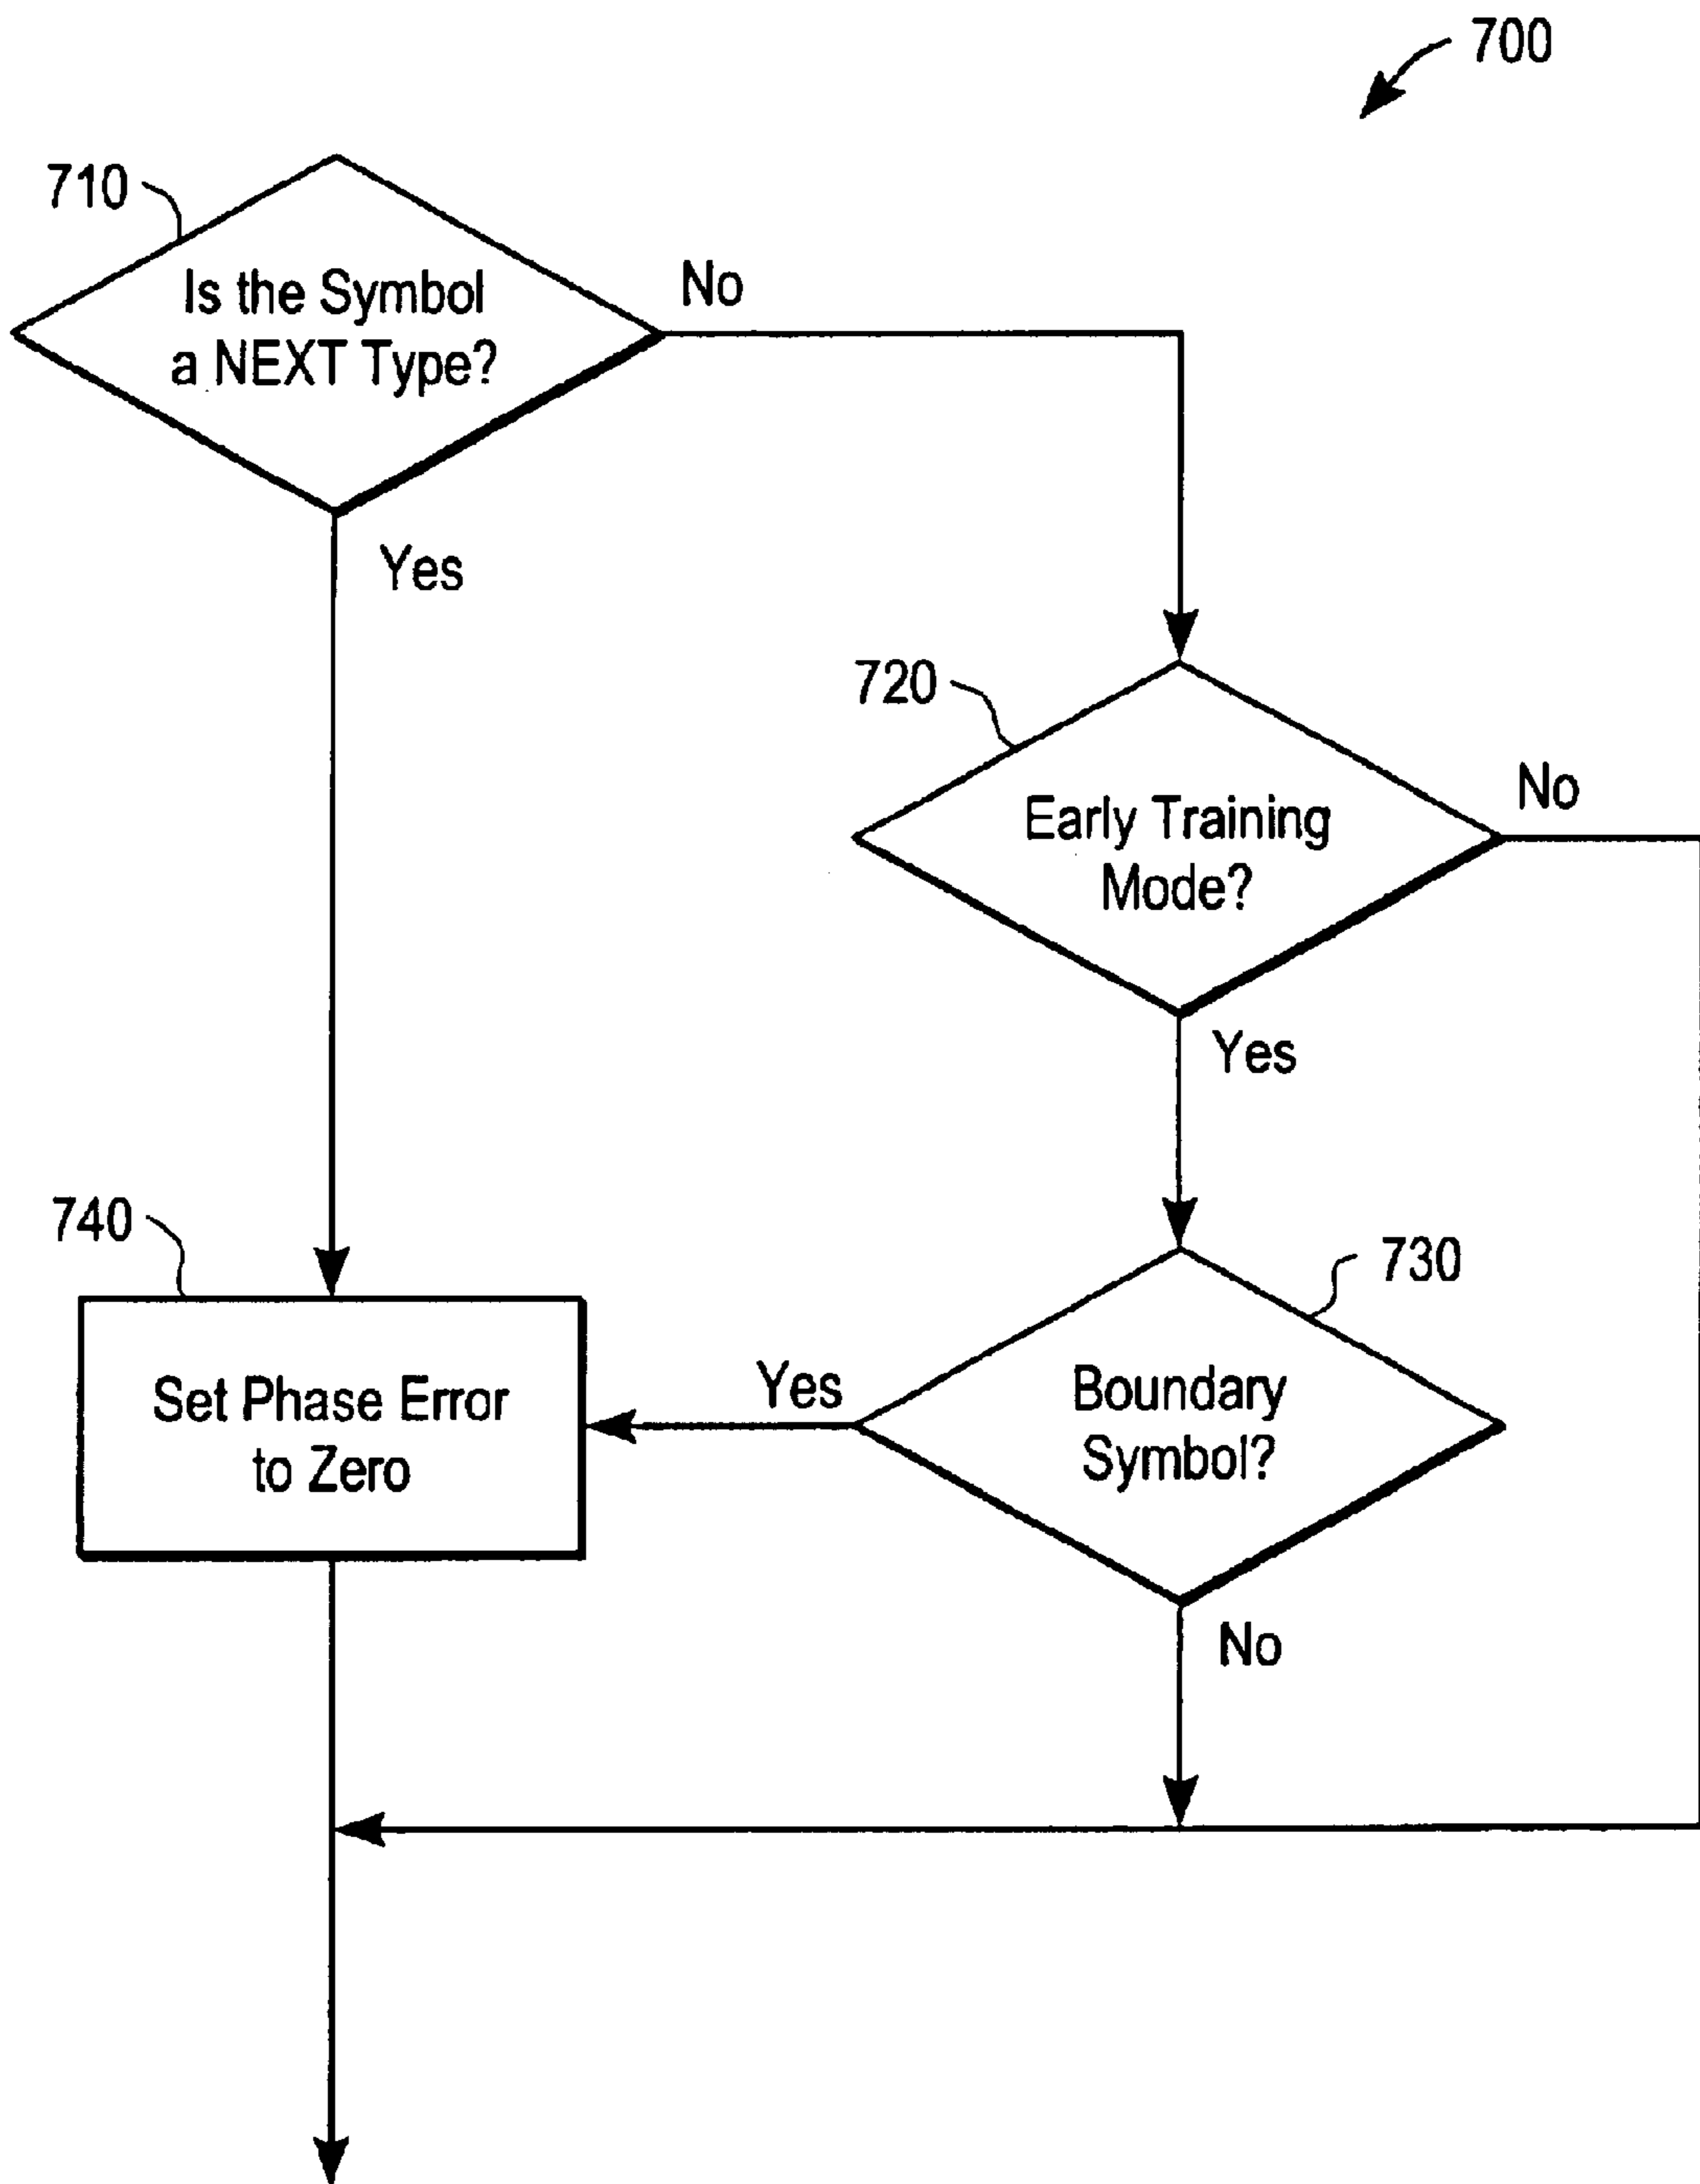 700
710
Is the Symbol
a NEXT Type?
No
Yes
720
Early Training
Mode?
No
Yes
740
Set Phase Error
to Zero
730
Yes
Boundary
Symbol?
No